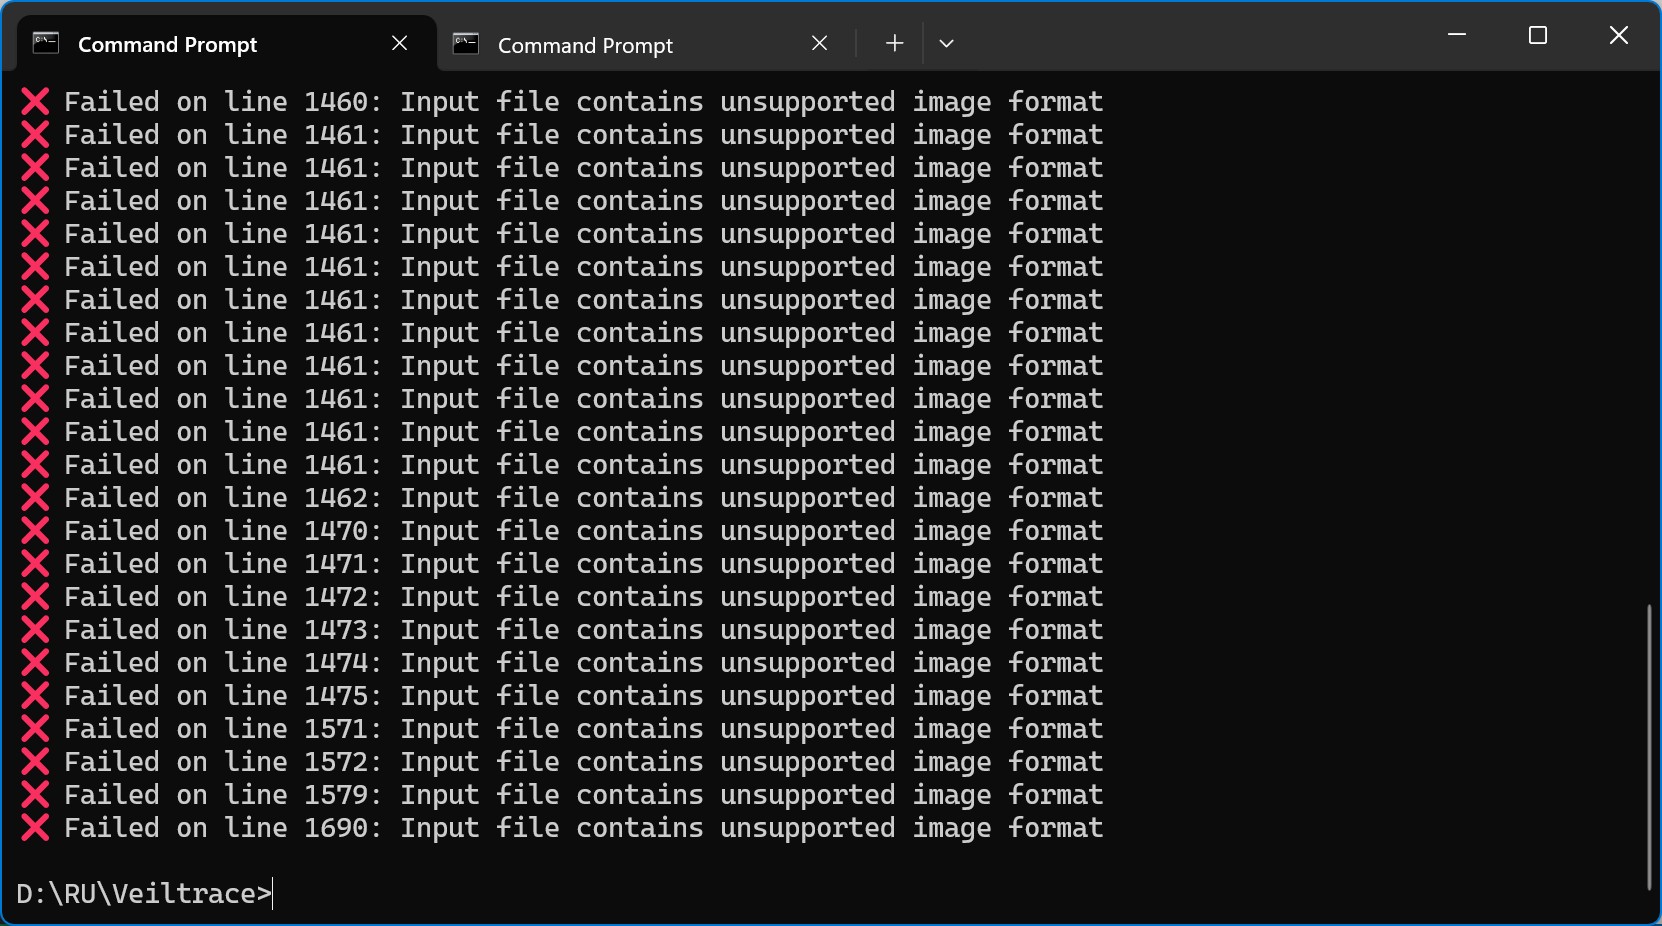 Command Prompt
Command Prompt
❌ Failed on line 1460: Input file contains unsupported image format
❌ Failed on line 1461: Input file contains unsupported image format
❌ Failed on line 1461: Input file contains unsupported image format
❌ Failed on line 1461: Input file contains unsupported image format
❌ Failed on line 1461: Input file contains unsupported image format
❌ Failed on line 1461: Input file contains unsupported image format
❌ Failed on line 1461: Input file contains unsupported image format
❌ Failed on line 1461: Input file contains unsupported image format
❌ Failed on line 1461: Input file contains unsupported image format
❌ Failed on line 1461: Input file contains unsupported image format
❌ Failed on line 1461: Input file contains unsupported image format
❌ Failed on line 1461: Input file contains unsupported image format
❌ Failed on line 1462: Input file contains unsupported image format
❌ Failed on line 1470: Input file contains unsupported image format
❌ Failed on line 1471: Input file contains unsupported image format
❌ Failed on line 1472: Input file contains unsupported image format
❌ Failed on line 1473: Input file contains unsupported image format
❌ Failed on line 1474: Input file contains unsupported image format
❌ Failed on line 1475: Input file contains unsupported image format
❌ Failed on line 1571: Input file contains unsupported image format
❌ Failed on line 1572: Input file contains unsupported image format
❌ Failed on line 1579: Input file contains unsupported image format
❌ Failed on line 1690: Input file contains unsupported image format
D:\RU\Veiltrace>